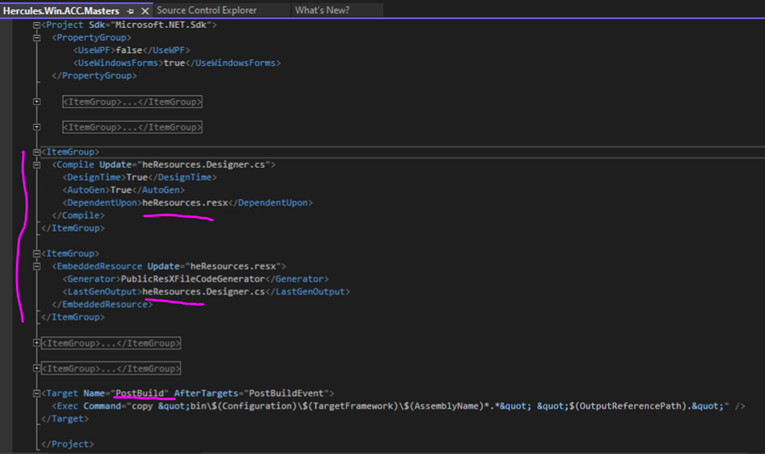 Hercules.Win.ACC.Masters Source Control Explorer What's New?
<Project Sdk="Microsoft.NET.Sdk">
<PropertyGroup>
<UseWPF>false</UseWPF>
<UseWindowsForms>true</UseWindowsForms>
</PropertyGroup>
<ItemGroup>...</ItemGroup>
<ItemGroup>...</ItemGroup>
<ItemGroup>
<Compile Update="heResources.Designer.cs">
<DesignTime>True</DesignTime>
<AutoGen>True</AutoGen>
<DependentUpon>heResources.resx</DependentUpon>
</Compile>
</ItemGroup>
<ItemGroup>
<EmbeddedResource Update="heResources.resx">
<Generator>PublicResXFileCodeGenerator</Generator>
<LastGenOutput>heResources.Designer.cs</LastGenOutput>
</EmbeddedResource>
</ItemGroup>
<ItemGroup>...</ItemGroup>
<ItemGroup>...</ItemGroup>
<Target Name="PostBuild" AfterTargets="PostBuildEvent">
<Exec Command="copy &quot;bin\$(Configuration)\$(TargetFramework)\$(AssemblyName)*.*&quot; &quot;$(OutputReferencePath).&quot;" />
</Target>
</Project>